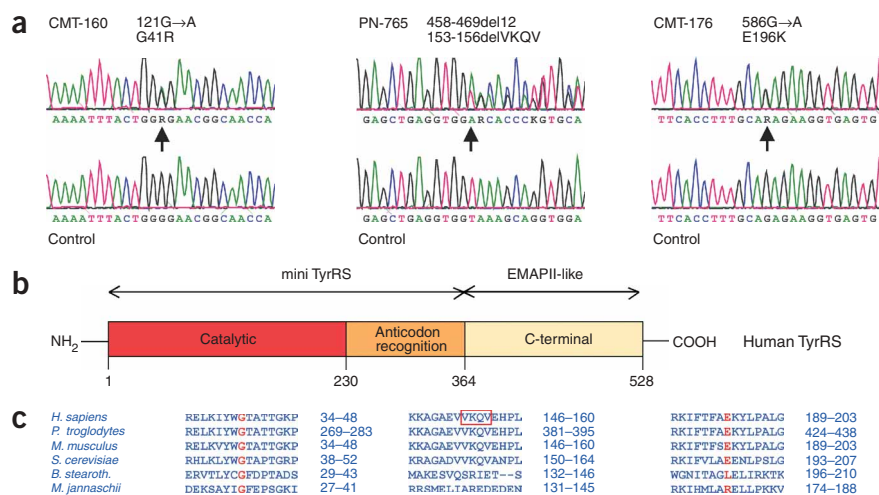 a
CMT-160 121G→A
G41R
PN-765 458-469del12
153-156delVKQV
CMT-176 586G→A
E196K
AAAATTTACTGGRGAACGGCAACCA
GAGCTGAGGTGGARCACCCKGTGCA
TTCACCTTTGCARAGAAGGTGAGTG
AAAATTTACTGGGGAACGGCAACCA
GAGCTGAGGTGGTAAAGCAGGTGGA
TTCACCTTTGCAGAGAAGGTGAGTG
Control
Control
Control
b
mini TyrRS EMAPII-like
NH2 Catalytic Anticodon recognition C-terminal COOH Human TyrRS
1 230 364 528
c
H. sapiens RELKIYWGTATTGKP 34–48 KKAGAEVVKQVEHPL 146–160 RKIFTFAEKYLPALG 189–203
P. troglodytes RELKIYWGTATTGKP 269–283 KKAGAEVVKQVEHPL 381–395 RKIFTFAEKYLPALG 424–438
M. musculus RELKVYWGTATTGKP 34–48 KKAGAEVVKQVEHPL 146–160 RKIFTFAEKYLPALG 189–203
S. cerevisiae RHLKLYWGTAPTGRP 38–52 KRAGADVVKQVANPL 150–164 RKIFVLAEENLPSLG 193–207
B. stearoth. ERVTLYCGFDPTADS 29–43 MAKESVQSRIET--S 132–146 WGNITAGLELIRKTK 196–210
M. jannaschii DEKSAYIGFEPSGKI 27–41 RRSMELIAREDEDEN 131–145 RKIHMLARELLPKKV 174–188